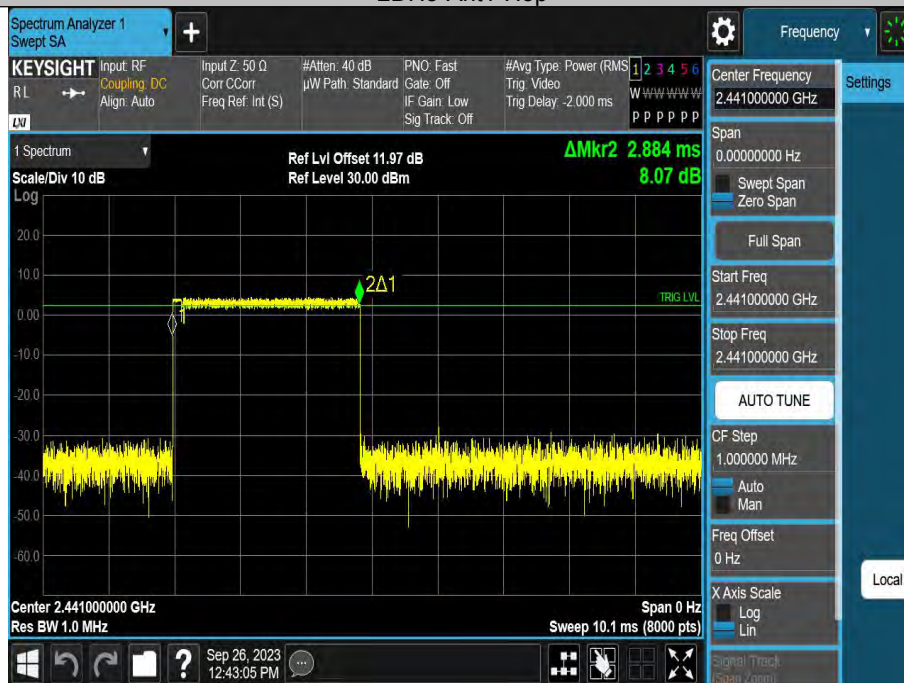 Spectrum Analyzer 1
Swept SA
Frequency
KEYSIGHT
RL
LXI
Input: RF
Coupling: DC
Align: Auto
Input Z: 50 Ω
Corr CCorr
Freq Ref: Int (S)
#Atten: 40 dB
µW Path: Standard
PNO: Fast
Gate: Off
IF Gain: Low
Sig Track: Off
#Avg Type: Power (RMS
Trig: Video
Trig Delay: -2.000 ms
1 2 3 4 5 6
W W W W W W
P P P P P P
1 Spectrum
Scale/Div 10 dB
Log
Ref Lvl Offset 11.97 dB
Ref Level 30.00 dBm
ΔMkr2 2.884 ms
8.07 dB
20.0
10.0
0.00
-10.0
-20.0
-30.0
-40.0
-50.0
-60.0
2Δ1
TRIG LVL
Center 2.441000000 GHz
Res BW 1.0 MHz
Span 0 Hz
Sweep 10.1 ms (8000 pts)
Sep 26, 2023
12:43:05 PM
Center Frequency
2.441000000 GHz
Span
0.00000000 Hz
Swept Span
Zero Span
Full Span
Start Freq
2.441000000 GHz
Stop Freq
2.441000000 GHz
AUTO TUNE
CF Step
1.000000 MHz
Auto
Man
Freq Offset
0 Hz
X Axis Scale
Log
Lin
Signal Track
(Span Zoom)
Settings
Local